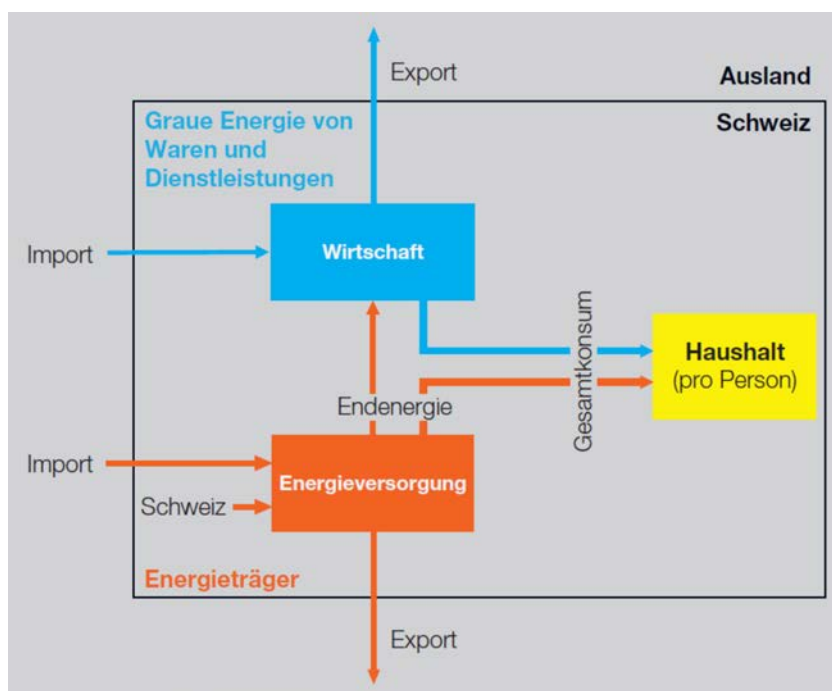 Export
Ausland
Schweiz
Graue Energie von
Waren und
Dienstleistungen
Import
Wirtschaft
Gesamtkonsum
Haushalt
(pro Person)
Endenergie
Import
Energieversorgung
Schweiz
Energieträger
Export